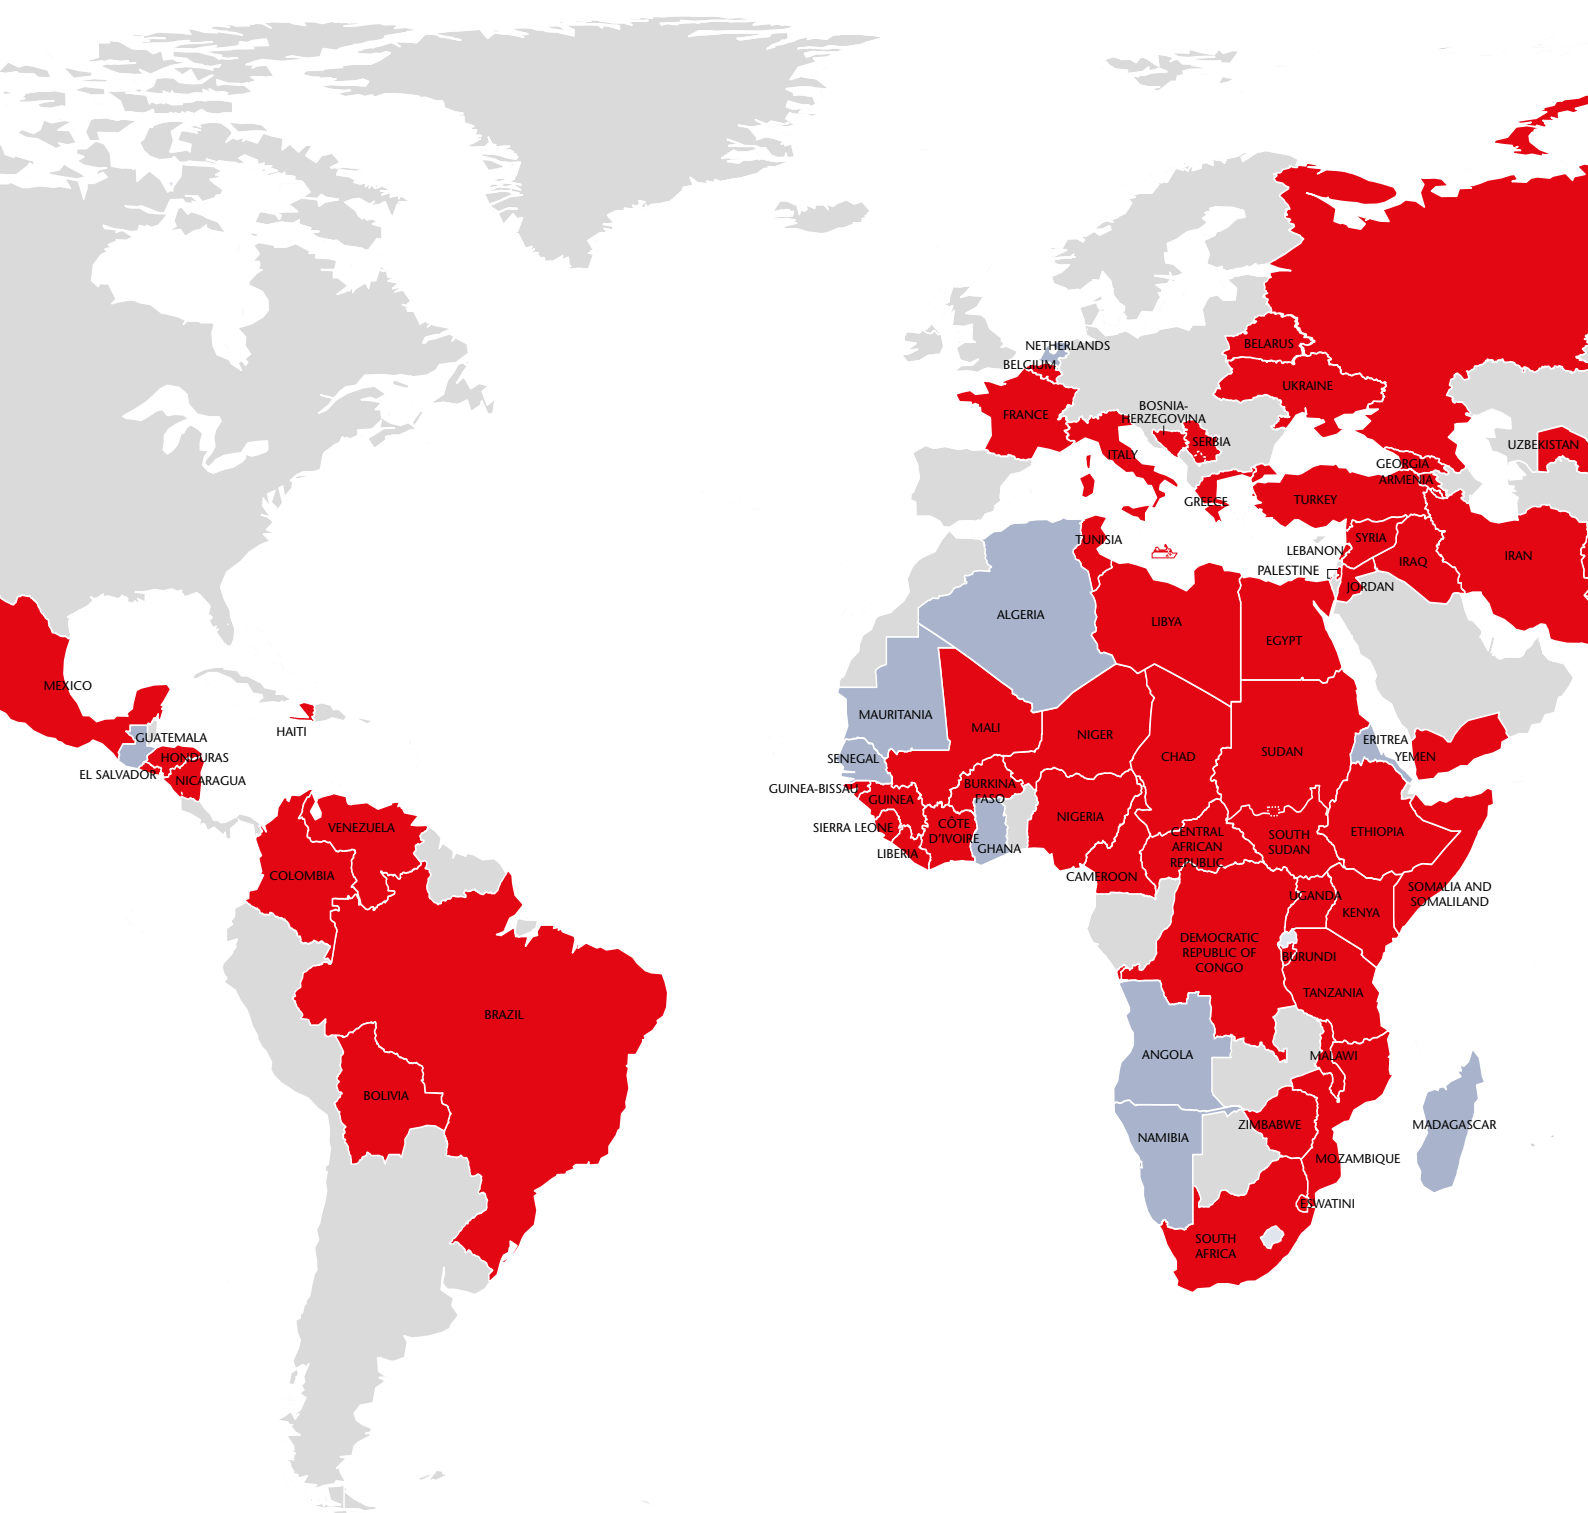 NETHERLANDS
BELGIUM
BELARUS
UKRAINE
FRANCE
BOSNIA-
HERZEGOVINA
SERBIA
ITALY
UZBEKISTAN
GEORGIA
ARMENIA
GREECE
TURKEY
TUNISIA
SYRIA
LEBANON
IRAQ
IRAN
PALESTINE
JORDAN
ALGERIA
LIBYA
EGYPT
MEXICO
HAITI
GUATEMALA
HONDURAS
EL SALVADOR
NICARAGUA
MAURITANIA
MALI
NIGER
CHAD
SUDAN
ERITREA
YEMEN
SENEGAL
GUINEA-BISSAU
GUINEA
BURKINA
FASO
SIERRA LEONE
CÔTE
D'IVOIRE
LIBERIA
GHANA
NIGERIA
CENTRAL
AFRICAN
REPUBLIC
SOUTH
SUDAN
ETHIOPIA
CAMEROON
UGANDA
KENYA
SOMALIA AND
SOMALILAND
VENEZUELA
COLOMBIA
DEMOCRATIC
REPUBLIC OF
CONGO
BURUNDI
TANZANIA
BRAZIL
BOLIVIA
ANGOLA
MALAWI
ZIMBABWE
NAMIBIA
MADAGASCAR
MOZAMBIQUE
ESWATINI
SOUTH
AFRICA